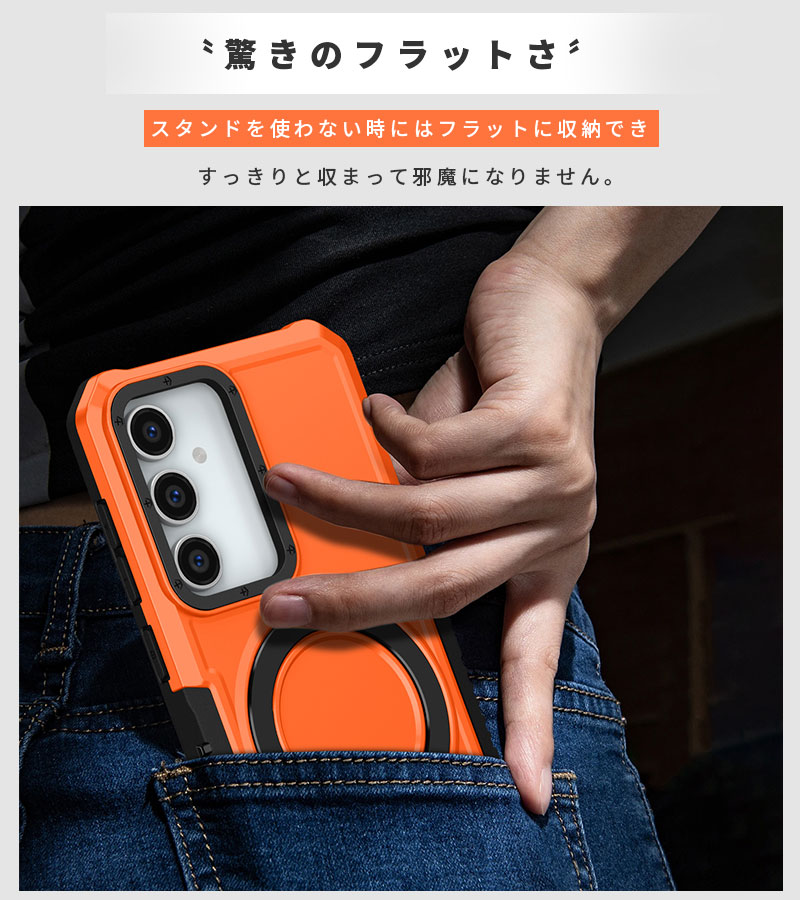 〝驚きのフラットさ〞
スタンドを使わない時にはフラットに収納でき
すっきりと収まって邪魔になりません。